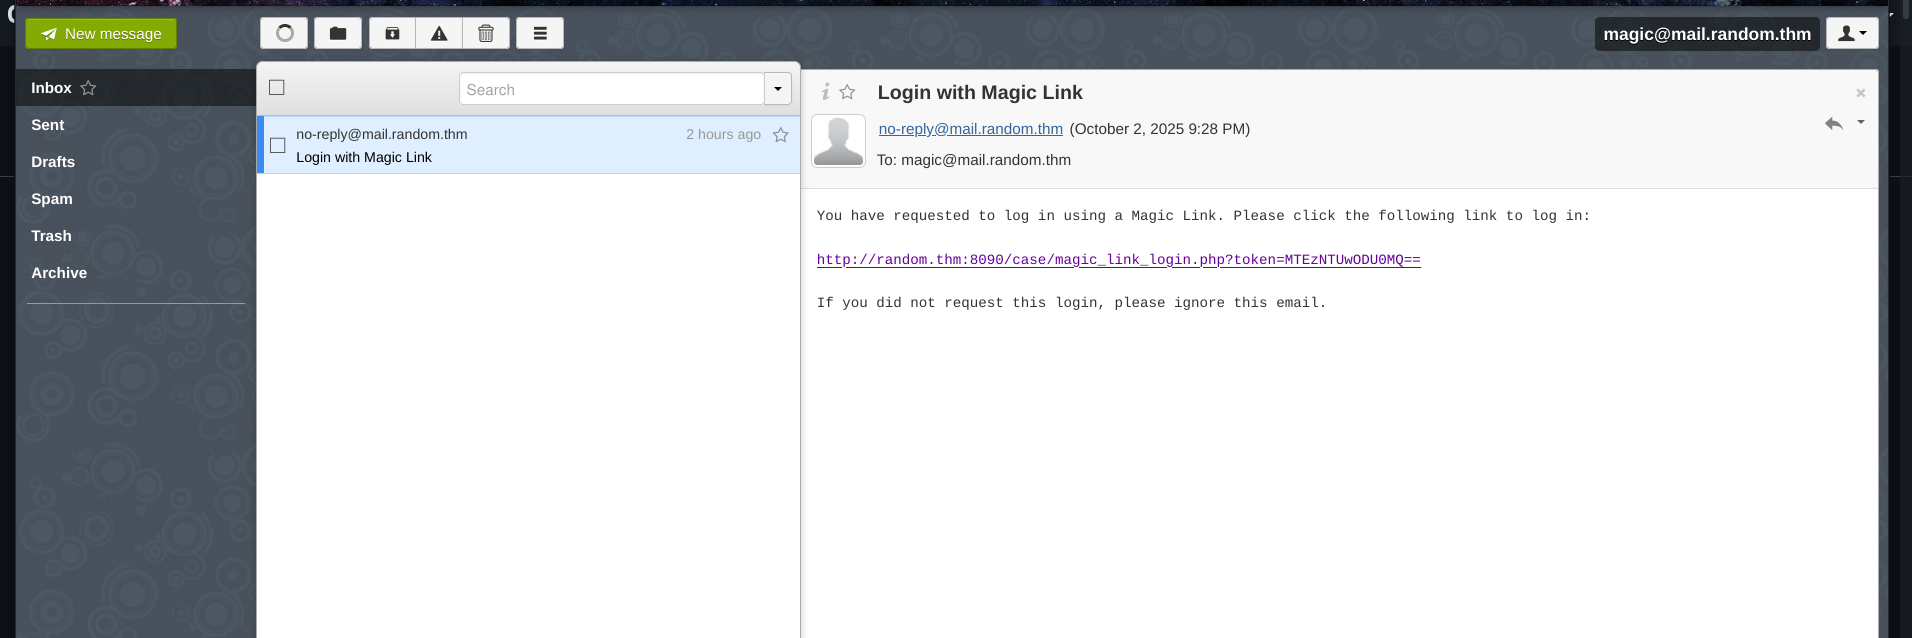 New message
magic@mail.random.thm
Inbox
Sent
Drafts
Spam
Trash
Archive
Search
no-reply@mail.random.thm 2 hours ago
Login with Magic Link
Login with Magic Link
no-reply@mail.random.thm (October 2, 2025 9:28 PM)
To: magic@mail.random.thm
You have requested to log in using a Magic Link. Please click the following link to log in:
http://random.thm:8090/case/magic_link_login.php?token=MTEzNTUwODU0MQ==
If you did not request this login, please ignore this email.